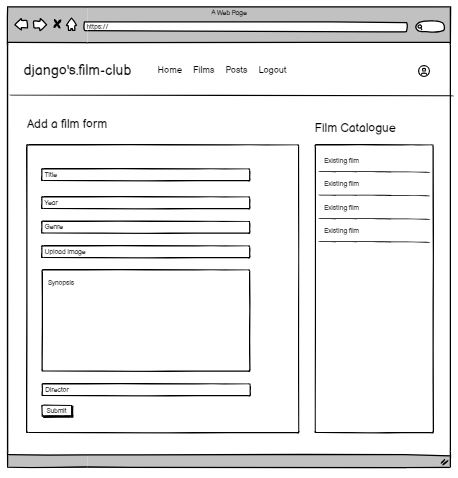 A Web Page
https://
django's.film-club Home Films Posts Logout
Add a film form
Film Catalogue
Title
Year
Genre
Upload Image
Synopsis
Director
Submit
Existing film
Existing film
Existing film
Existing film